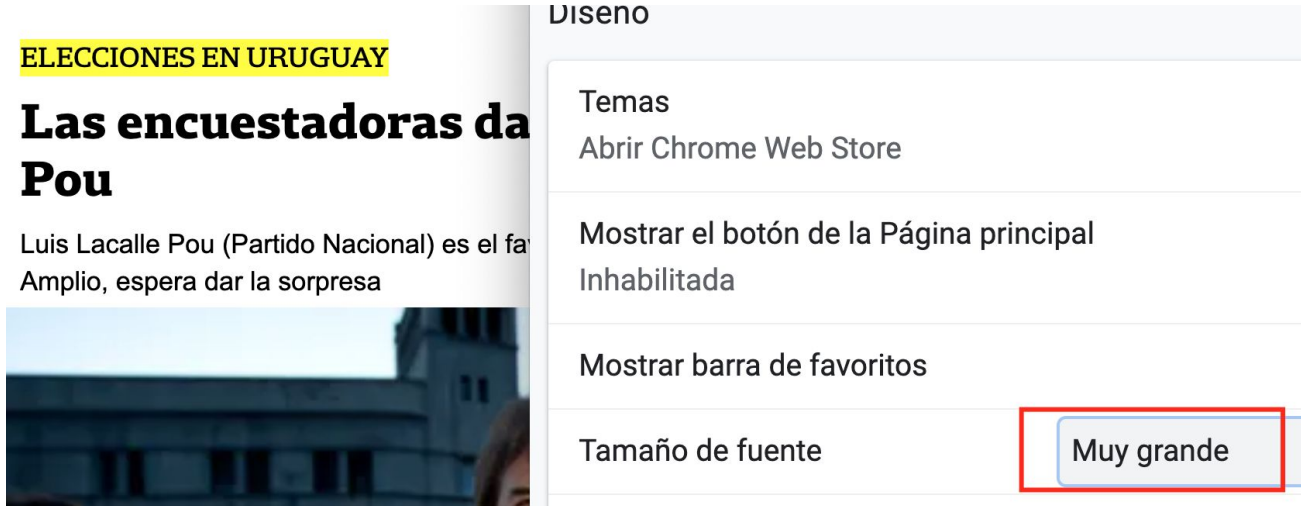 ELECCIONES EN URUGUAY
Las encuestadoras da
Pou
Luis Lacalle Pou (Partido Nacional) es el fa
Amplio, espera dar la sorpresa
Diseño
Temas
Abrir Chrome Web Store
Mostrar el botón de la Página principal
Inhabilitada
Mostrar barra de favoritos
Tamaño de fuente
Muy grande